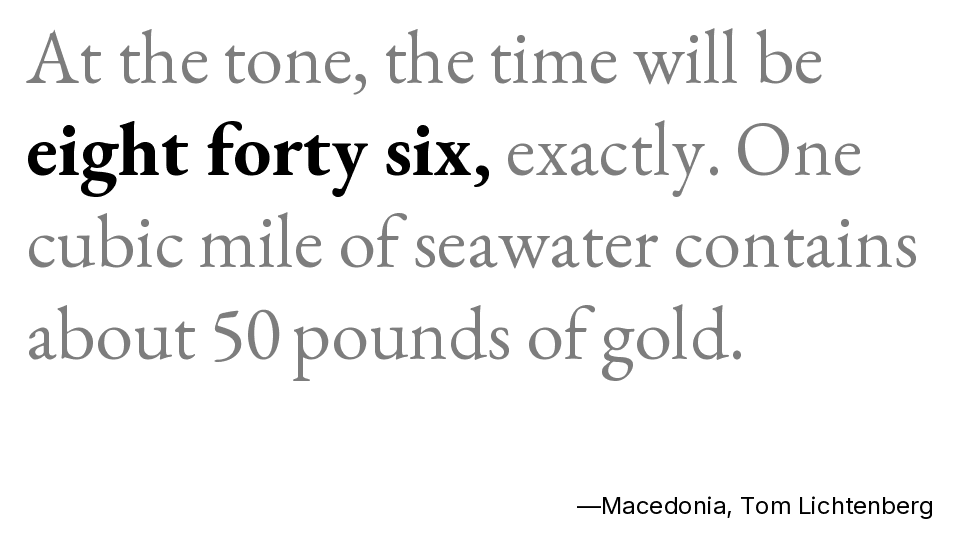 At the tone, the time will be
eight forty six, exactly. One
cubic mile of seawater contains
about 50 pounds of gold.
—Macedonia, Tom Lichtenberg